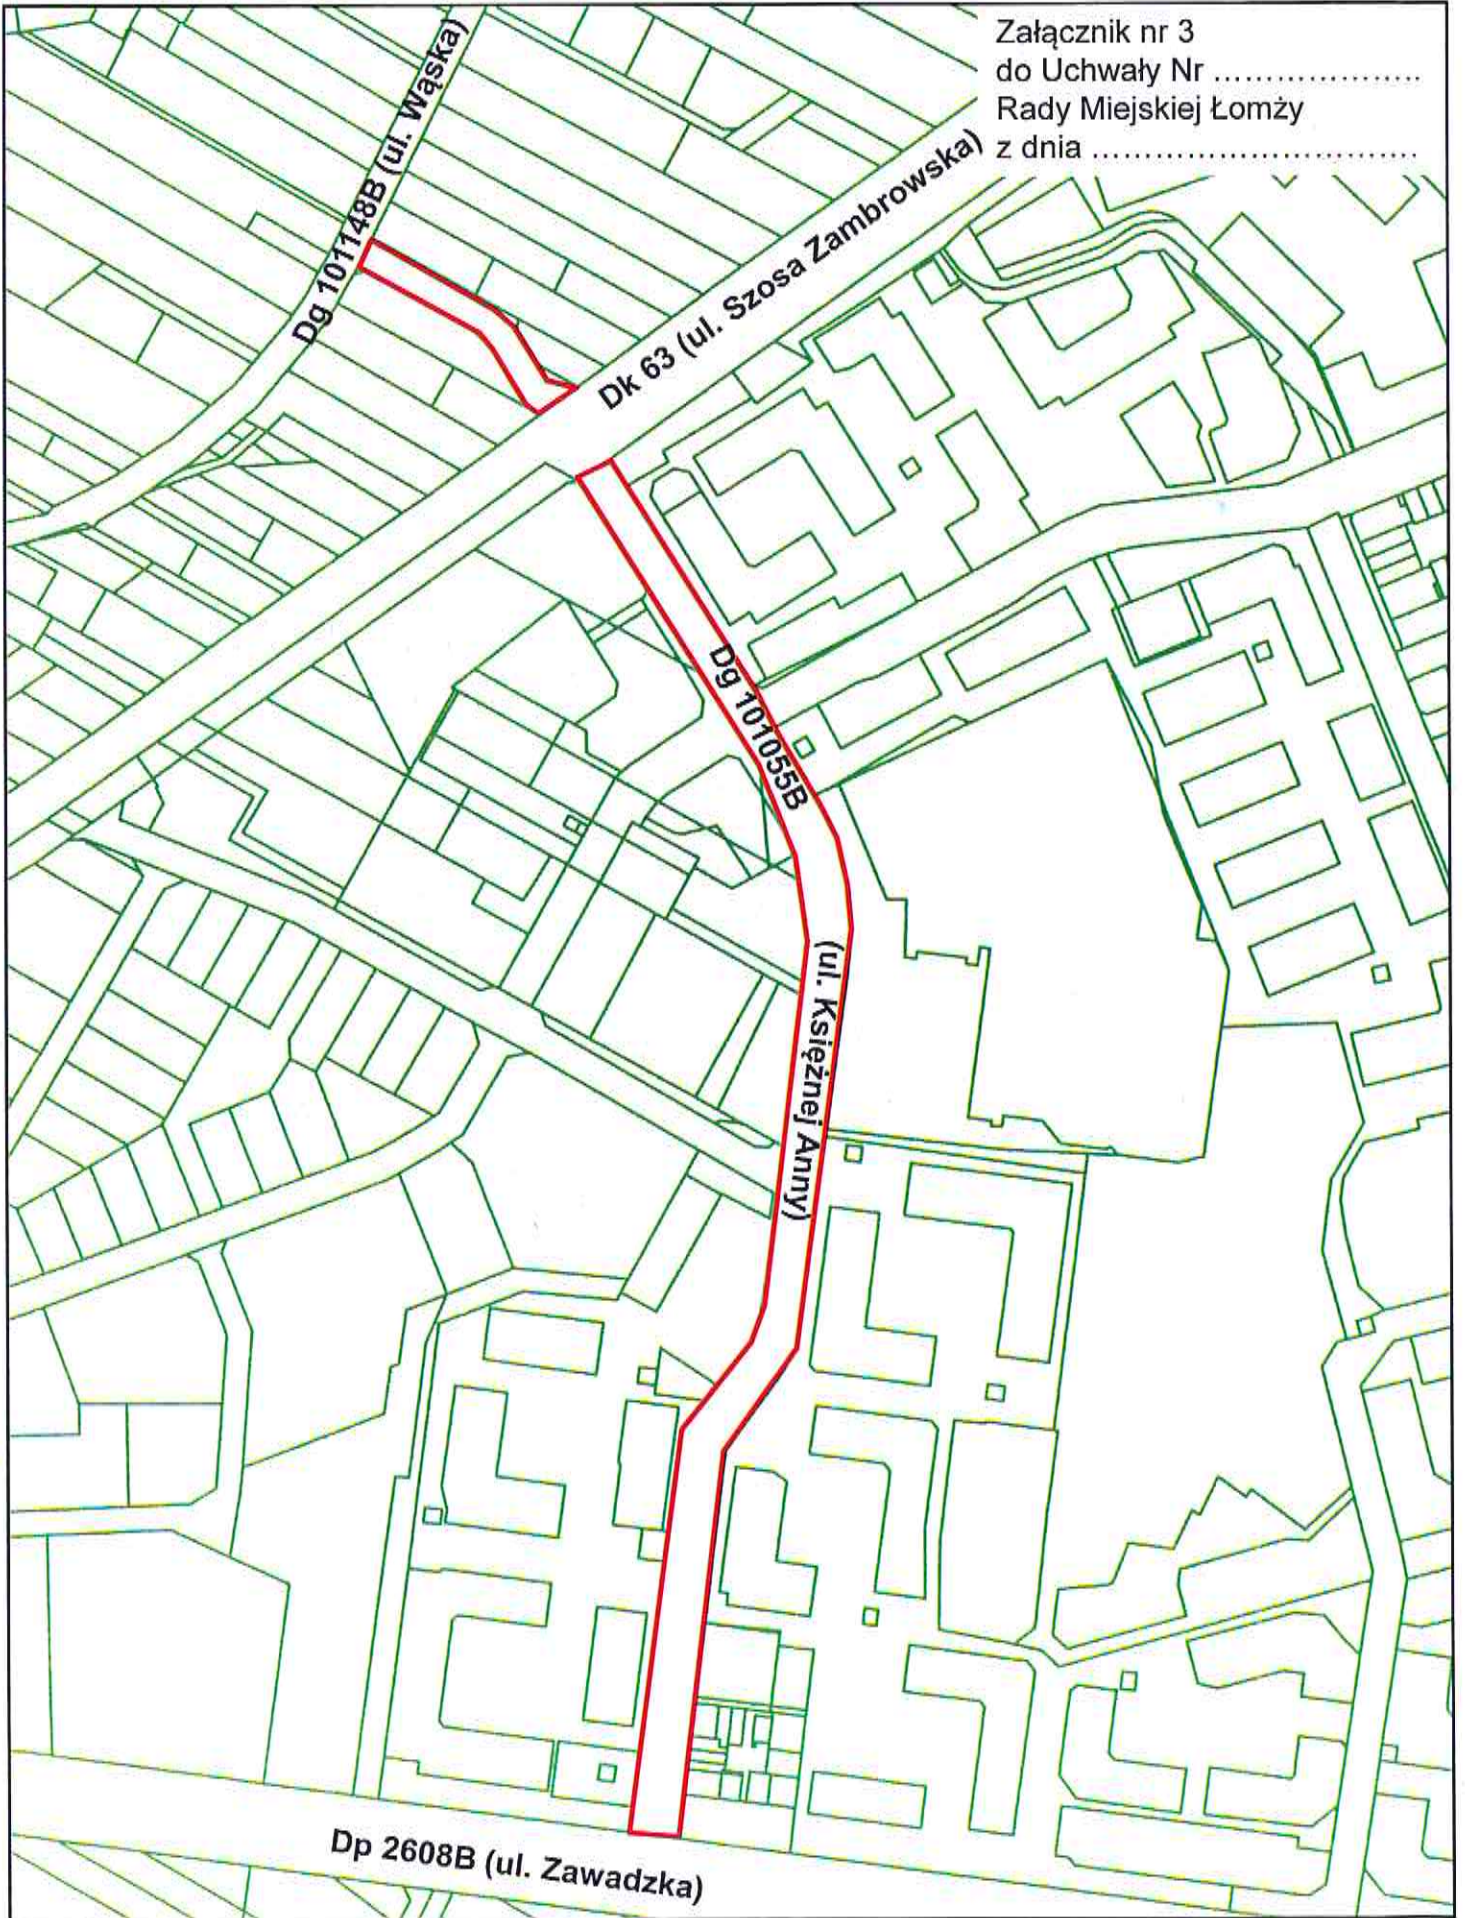 Załącznik nr 3
do Uchwały Nr ......................
Rady Miejskiej Łomży
z dnia ..................................
Dg 101148B (ul. Wąska)
Dk 63 (ul. Szosa Zambrowska)
Dg 101055B
(ul. Księżnej Anny)
Dp 2608B (ul. Zawadzka)